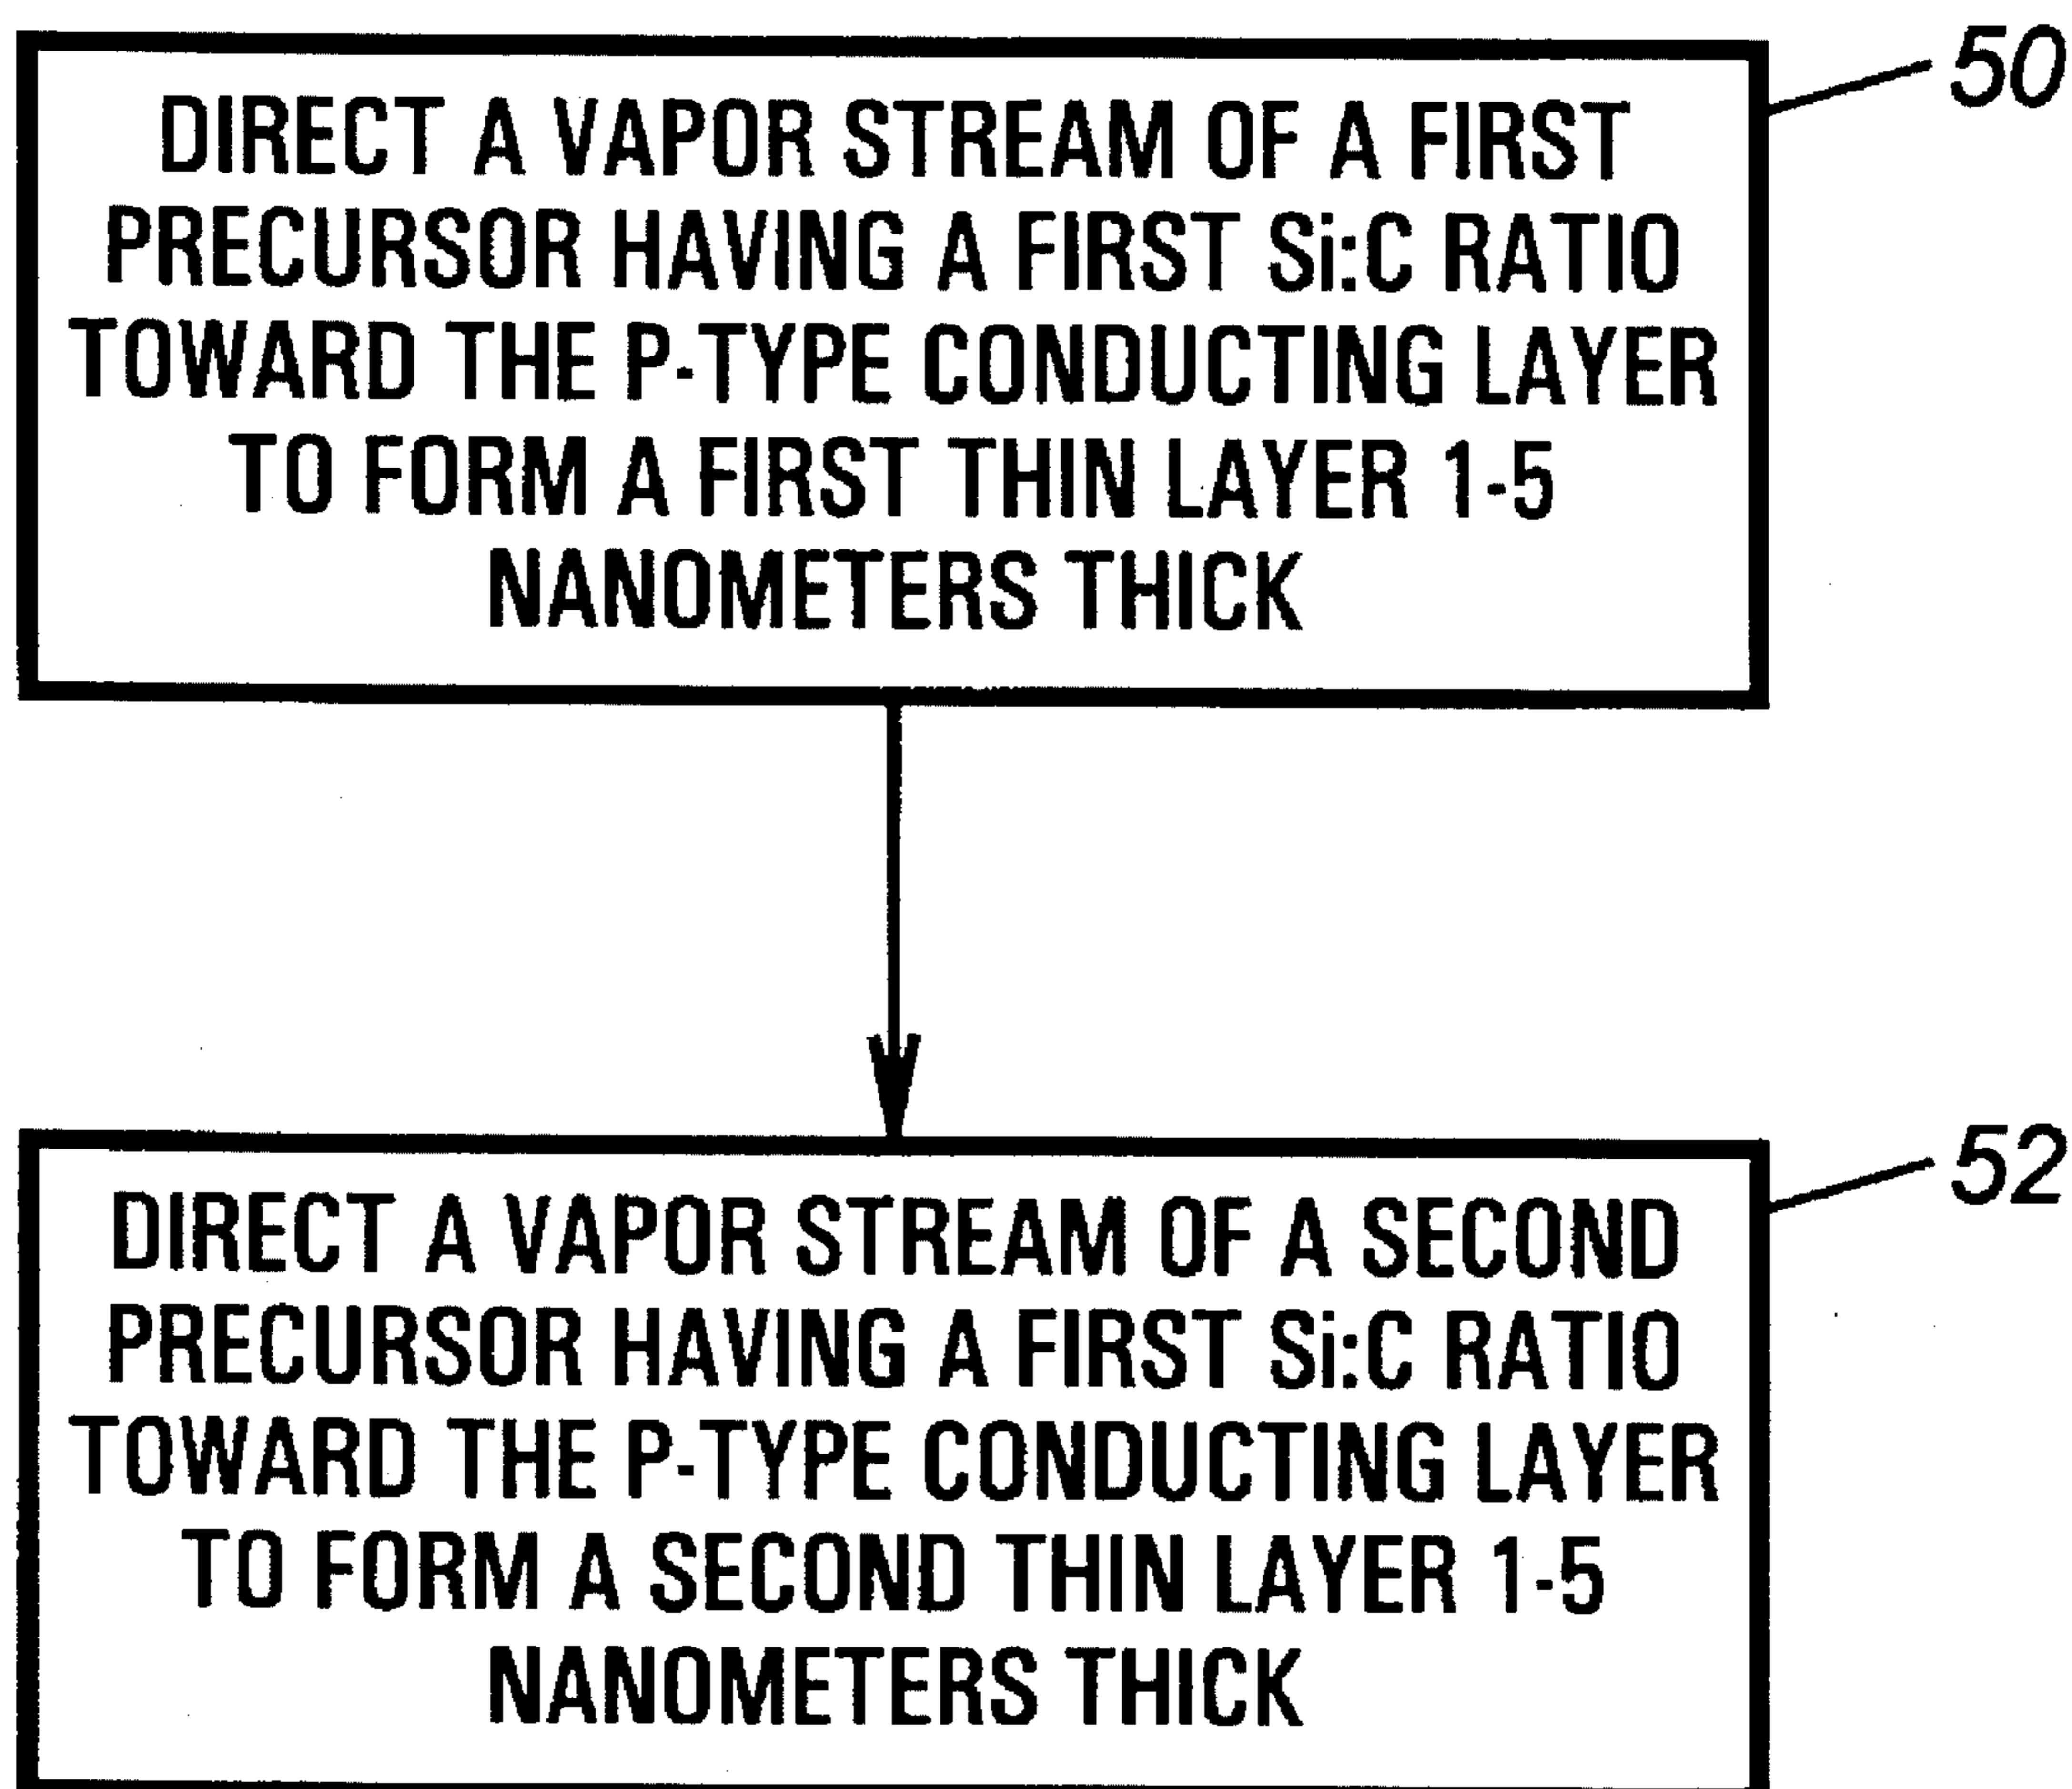 DIRECT A VAPOR STREAM OF A FIRST
PRECURSOR HAVING A FIRST Si:C RATIO
TOWARD THE P-TYPE CONDUCTING LAYER
TO FORM A FIRST THIN LAYER 1-5
NANOMETERS THICK
50
DIRECT A VAPOR STREAM OF A SECOND
PRECURSOR HAVING A FIRST Si:C RATIO
TOWARD THE P-TYPE CONDUCTING LAYER
TO FORM A SECOND THIN LAYER 1-5
NANOMETERS THICK
52